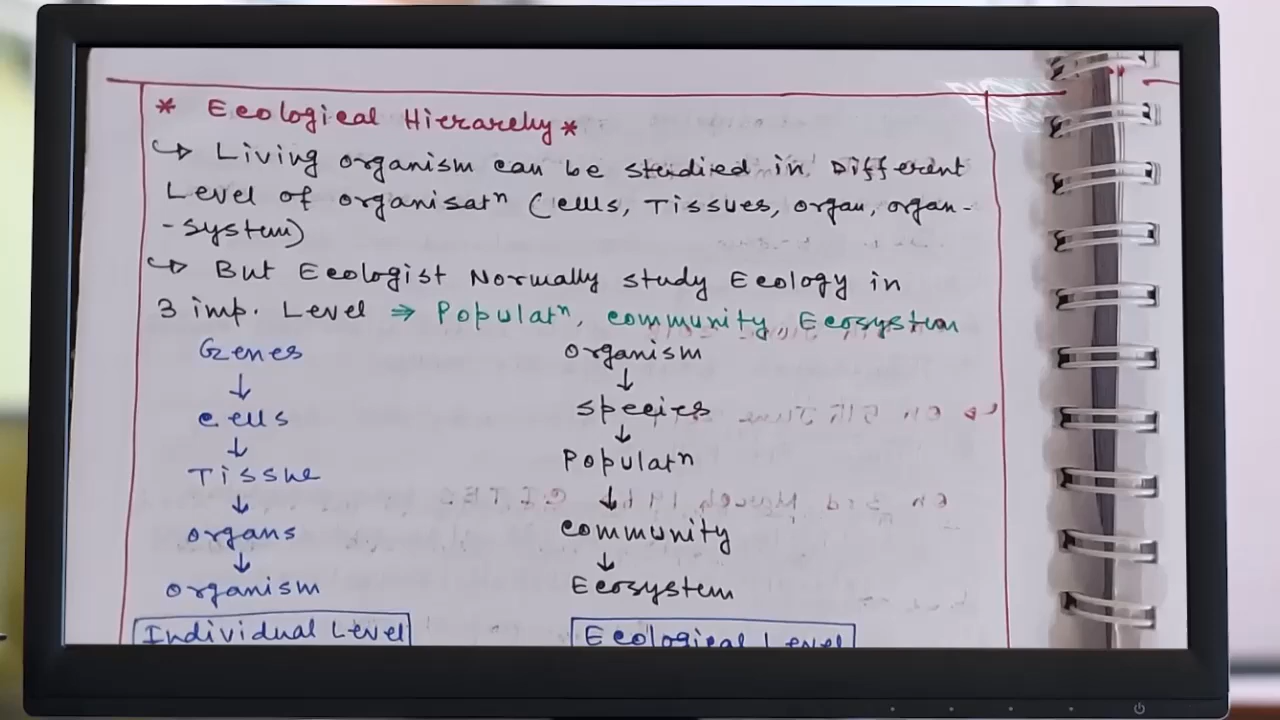 * Ecological Hierarchy *
↳ Living organism can be studied in Different
Level of organisatⁿ (cells, Tissues, organ, organ-
-system)
↳ But Ecologist Normally study Ecology in
3 imp. Level ⇒ Populatⁿ, community, Ecosystem
Genes
↓
cells
↓
Tissue
↓
organs
↓
organism
Individual Level
organism
↓
species
↓
Populatⁿ
↓
community
↓
Ecosystem
Ecological Level